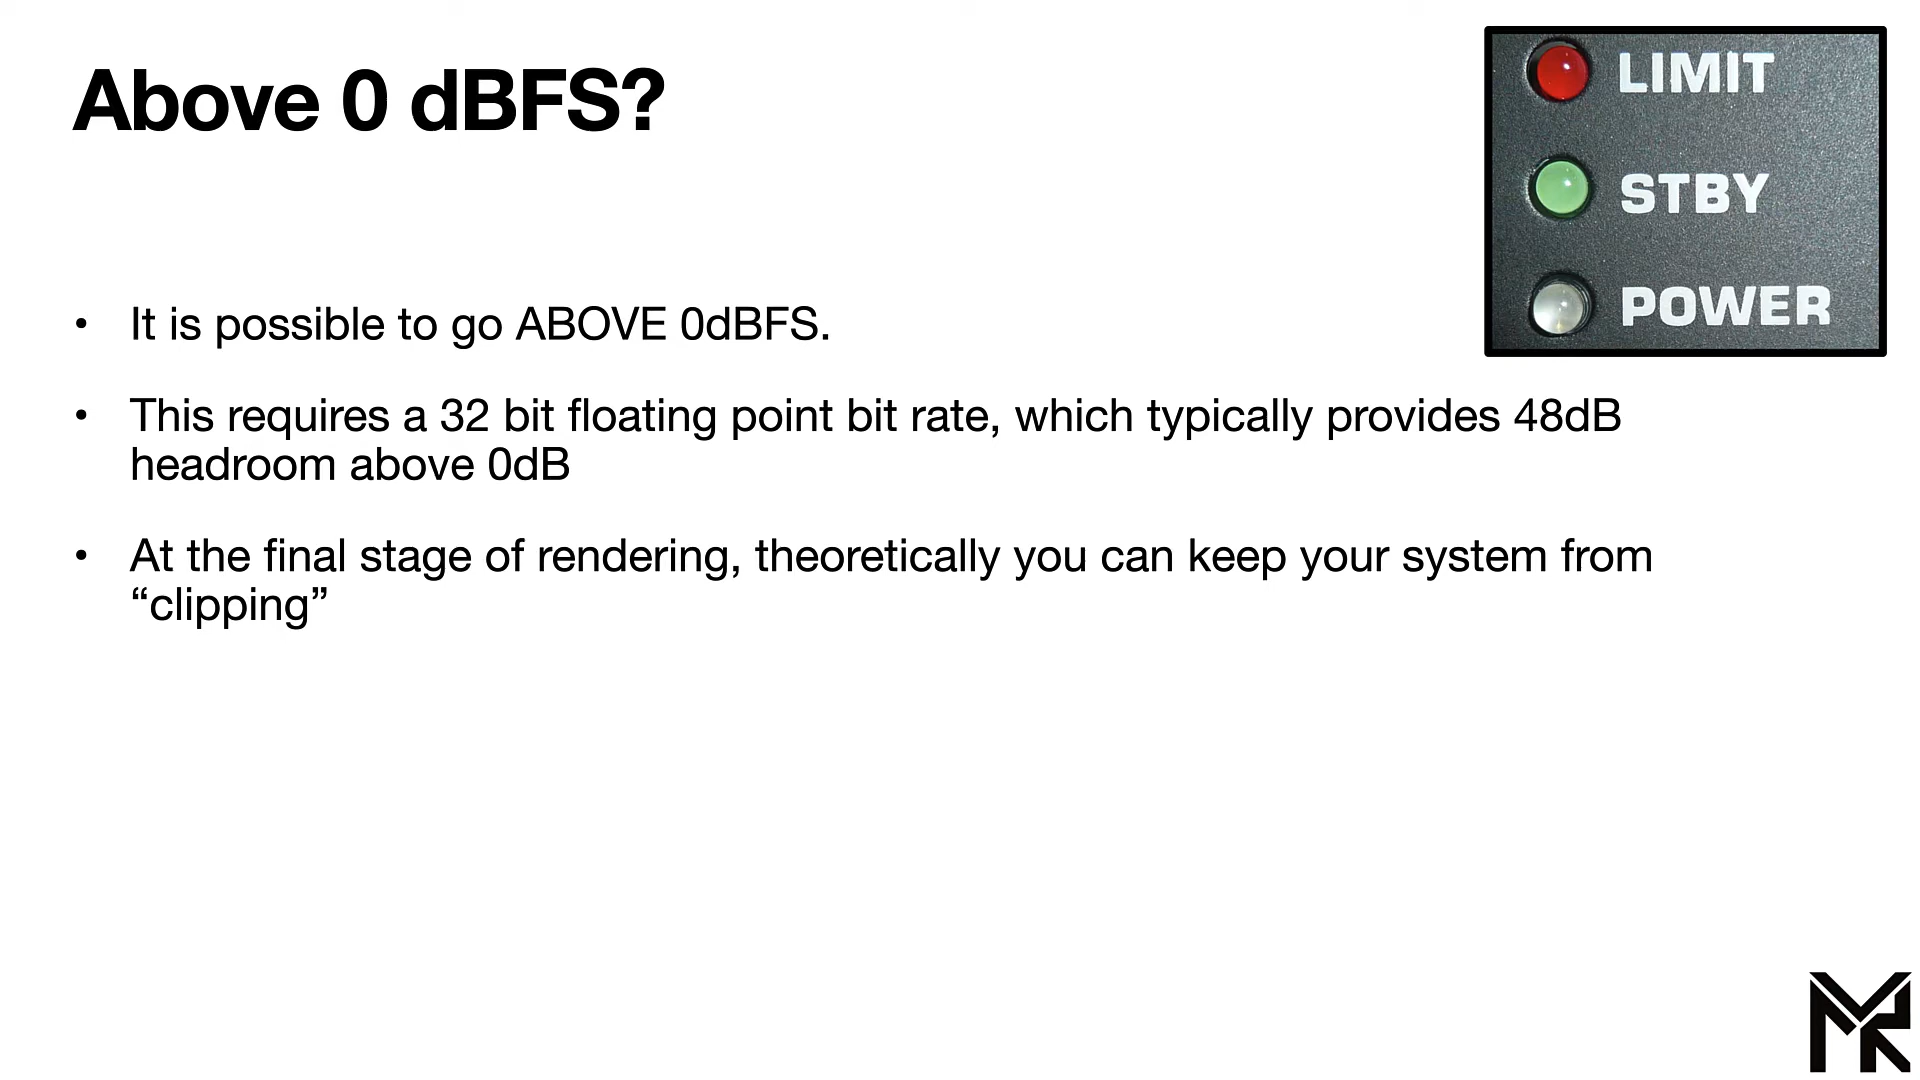 Above 0 dBFS?
LIMIT
STBY
POWER
• It is possible to go ABOVE 0dBFS.
• This requires a 32 bit floating point bit rate, which typically provides 48dB
headroom above 0dB
• At the final stage of rendering, theoretically you can keep your system from
“clipping”